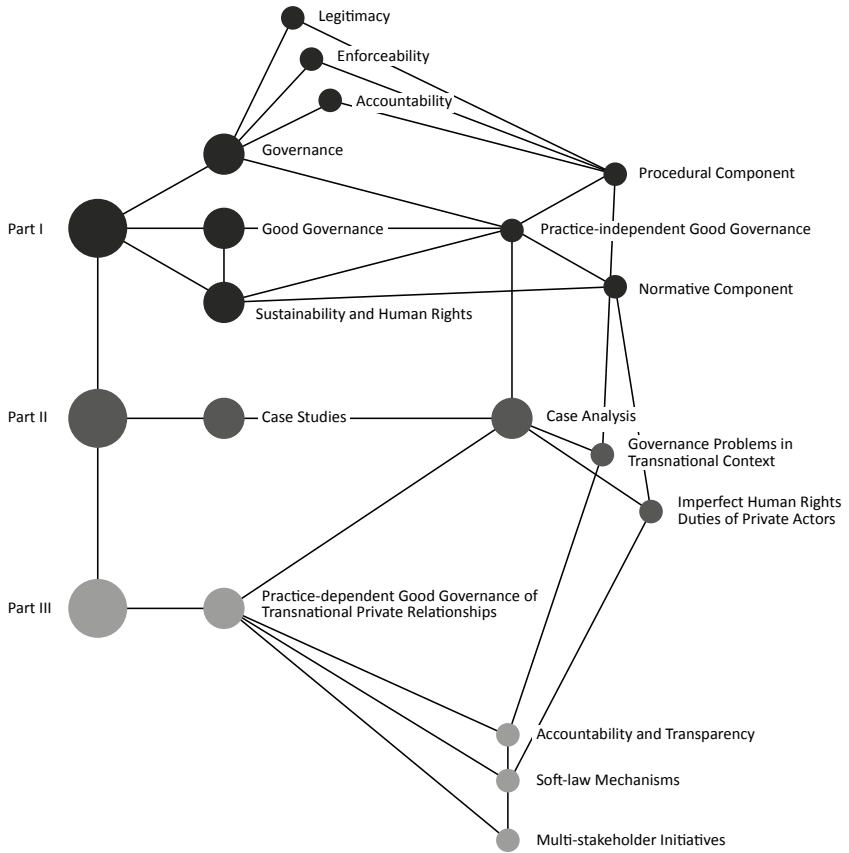 Legitimacy
Enforceability
Accountability
Governance
Procedural Component
Part I
Good Governance
Practice-independent Good Governance
Normative Component
Sustainability and Human Rights
Part II
Case Studies
Case Analysis
Governance Problems in
Transnational Context
Imperfect Human Rights
Duties of Private Actors
Part III
Practice-dependent Good Governance of
Transnational Private Relationships
Accountability and Transparency
Soft-law Mechanisms
Multi-stakeholder Initiatives